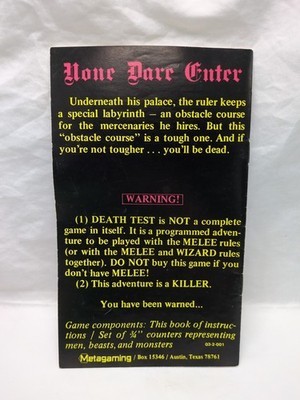 None Dare Enter
Underneath his palace, the ruler keeps
a special labyrinth – an obstacle course
for the mercenaries he hires. But this
"obstacle course" is a tough one. And if
you're not tougher . . . you'll be dead.
WARNING!
(1) DEATH TEST is NOT a complete
game in itself. It is a programmed adven-
ture to be played with the MELEE rules
(or with the MELEE and WIZARD rules
together). DO NOT buy this game if you
don't have MELEE!
(2) This adventure is a KILLER.
You have been warned...
Game components: This book of instruc-
tions / Set of ¾" counters representing
men, beasts, and monsters
Metagaming / Box 15346 / Austin, Texas 78761